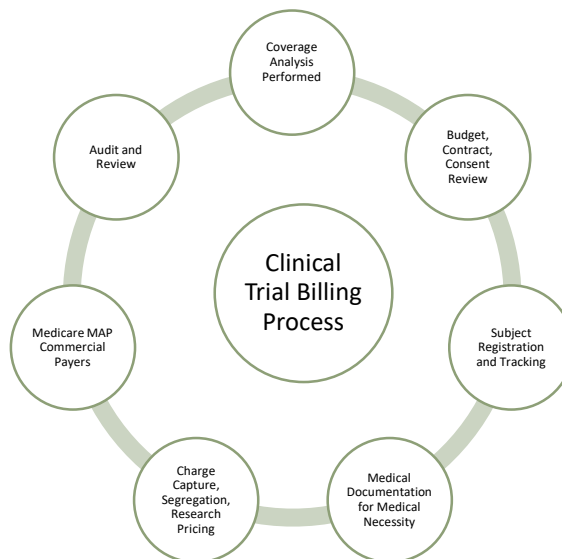 Coverage
Analysis
Performed
Budget,
Contract,
Consent
Review
Subject
Registration
and Tracking
Medical
Documentation
for Medical
Necessity
Charge
Capture,
Segregation,
Research
Pricing
Medicare MAP
Commercial
Payers
Audit and
Review
Clinical
Trial Billing
Process